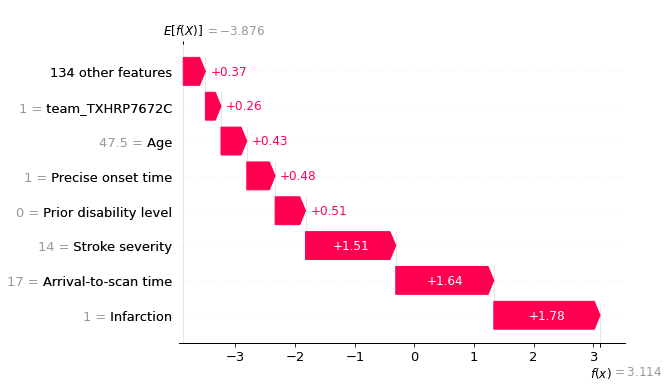 E[f(X)] = −3.876
134 other features +0.37
1 = team_TXHRP7672C +0.26
47.5 = Age +0.43
1 = Precise onset time +0.48
0 = Prior disability level +0.51
14 = Stroke severity +1.51
17 = Arrival-to-scan time +1.64
1 = Infarction +1.78
−3 −2 −1 0 1 2 3
f(x) = 3.114